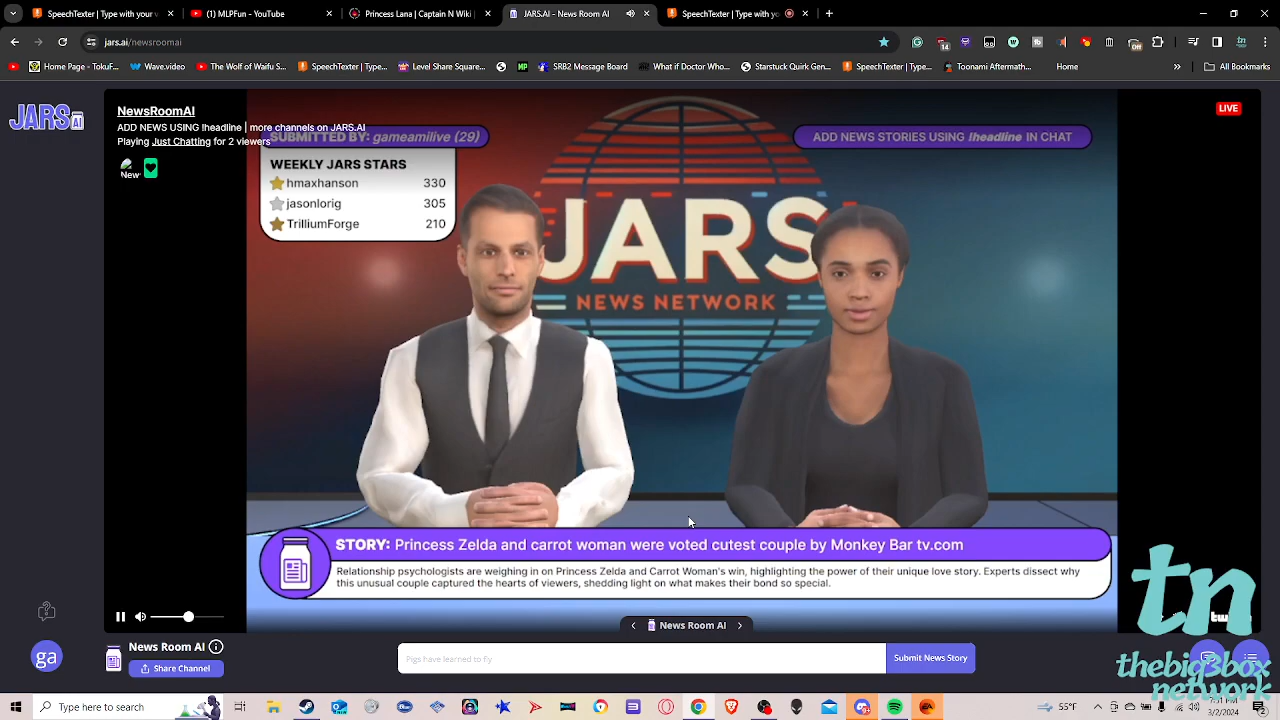 SpeechTexter | Type with your v
(1) MLPFun - YouTube
Princess Lana | Captain N Wiki |
JARS.AI - News Room AI
SpeechTexter | Type with yo
jars.ai/newsroomai
Home Page - YruKu...
Wave.video
The Wolf of Waifu S...
SpeechTexter | Type...
Level Share Square...
MP
SRB2 Message Board
What If... Disney W...
Starstuck Quick Gen...
SpeechTexter | Type...
Toonami Aftermath...
Home
All Bookmarks
JARS AI
NewsRoomAI
LIVE
ADD NEWS USING !headline | more channels on JARS.AI
SUBMITTED BY: gameamilive (29)
ADD NEWS STORIES USING !headline IN CHAT
Playing Just Chatting for 2 viewers
New
WEEKLY JARS STARS
hmaxhanson 330
jasonlorig 305
TrilliumForge 210
JARS
NEWS NETWORK
STORY: Princess Zelda and carrot woman were voted cutest couple by Monkey Bar tv.com
Relationship psychologists are weighing in on Princess Zelda and Carrot Woman's win, highlighting the power of their unique love story. Experts dissect why
this unusual couple captured the hearts of viewers, shedding light on what makes their bond so special.
News Room AI
tn
ga
News Room AI
Share Channel
Pigs have learned to fly
Submit News Story
thebig3box
network
Type here to search
55°F
3/2/2024